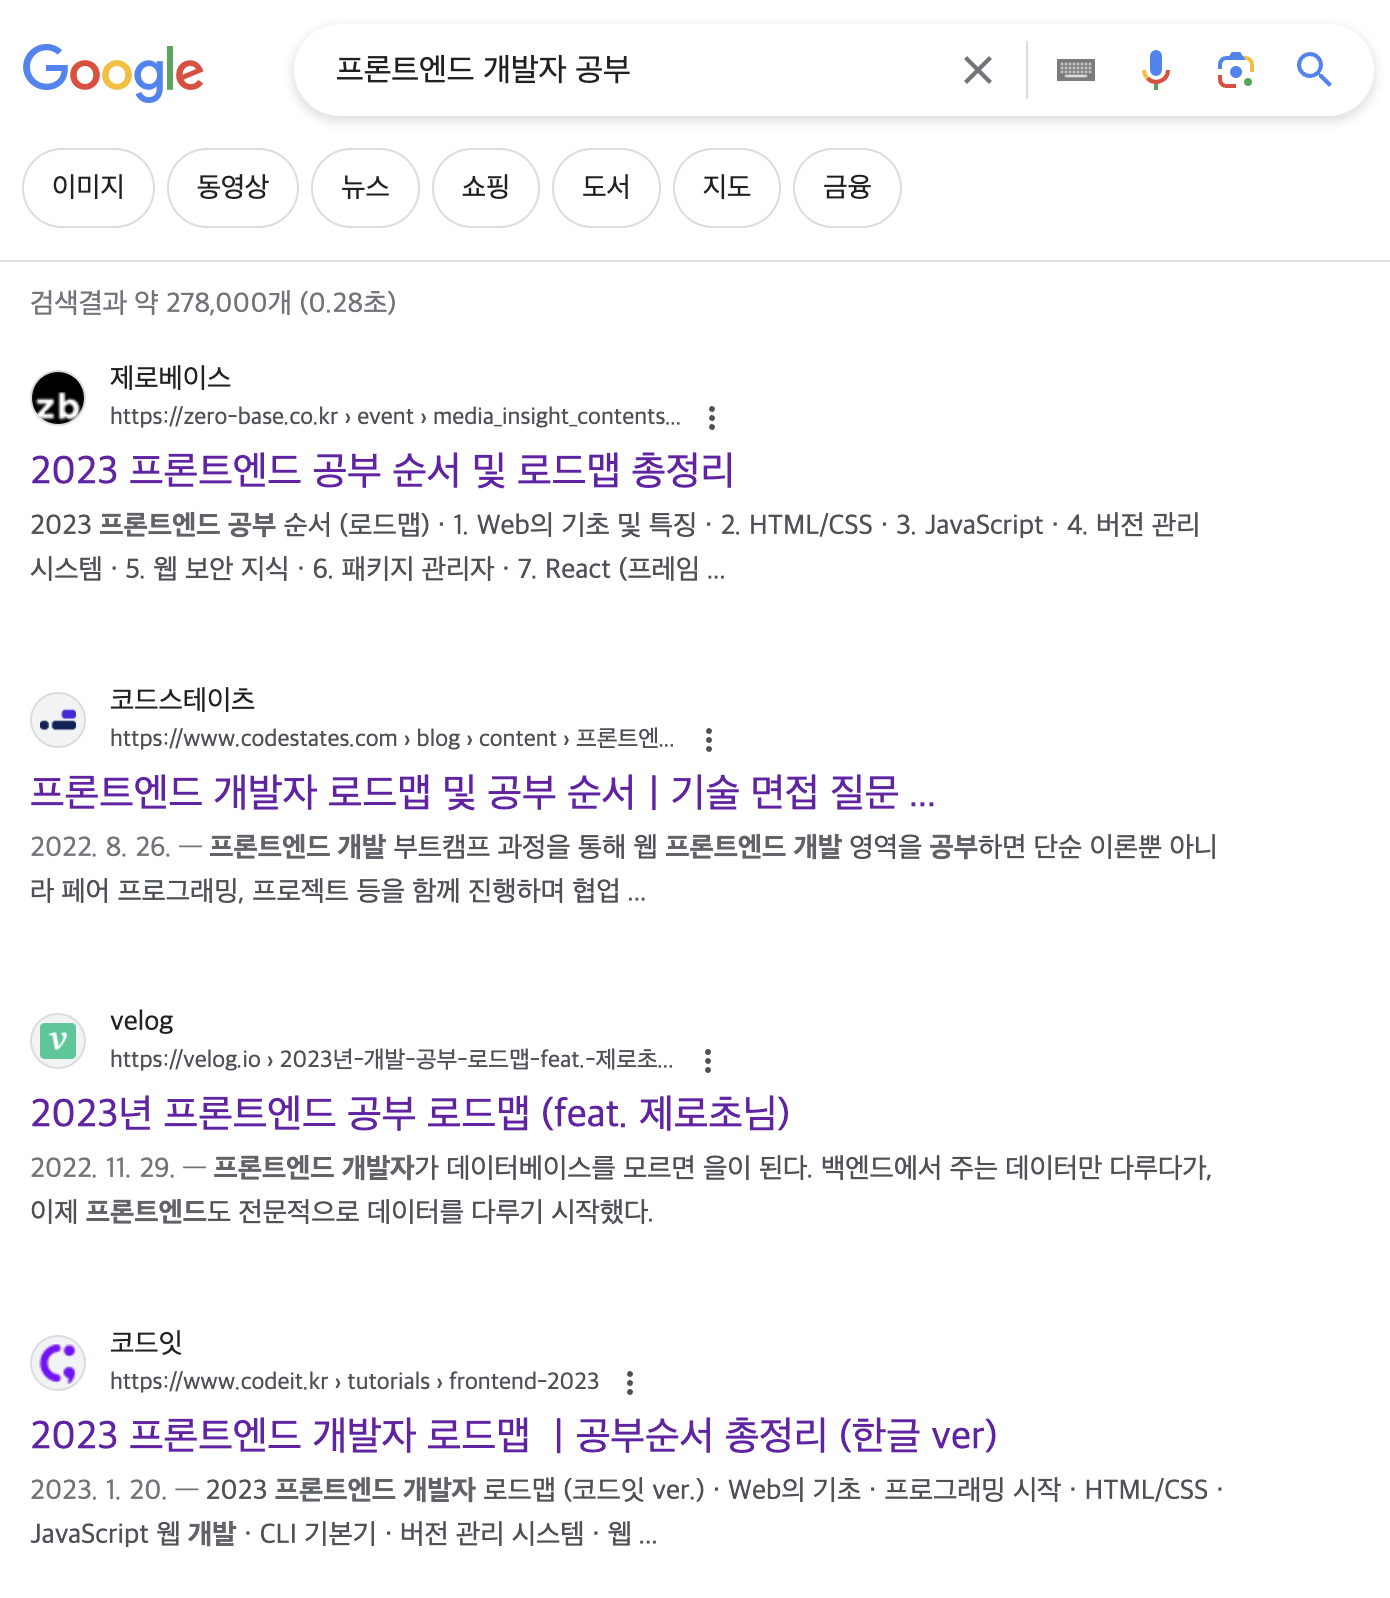 Google
프론트엔드 개발자 공부
이미지
동영상
뉴스
쇼핑
도서
지도
금융
검색결과 약 278,000개 (0.28초)
zb
제로베이스
https://zero-base.co.kr › event › media_insight_contents...
2023 프론트엔드 공부 순서 및 로드맵 총정리
2023 프론트엔드 공부 순서 (로드맵) · 1. Web의 기초 및 특징 · 2. HTML/CSS · 3. JavaScript · 4. 버전 관리
시스템 · 5. 웹 보안 지식 · 6. 패키지 관리자 · 7. React (프레임 ...
코드스테이츠
https://www.codestates.com › blog › content › 프론트엔...
프론트엔드 개발자 로드맵 및 공부 순서 | 기술 면접 질문 ...
2022. 8. 26. — 프론트엔드 개발 부트캠프 과정을 통해 웹 프론트엔드 개발 영역을 공부하면 단순 이론뿐 아니
라 페어 프로그래밍, 프로젝트 등을 함께 진행하며 협업 ...
v
velog
https://velog.io › 2023년-개발-공부-로드맵-feat.-제로초...
2023년 프론트엔드 공부 로드맵 (feat. 제로초님)
2022. 11. 29. — 프론트엔드 개발자가 데이터베이스를 모르면 을이 된다. 백엔드에서 주는 데이터만 다루다가,
이제 프론트엔드도 전문적으로 데이터를 다루기 시작했다.
코드잇
https://www.codeit.kr › tutorials › frontend-2023
2023 프론트엔드 개발자 로드맵 ㅣ공부순서 총정리 (한글 ver)
2023. 1. 20. — 2023 프론트엔드 개발자 로드맵 (코드잇 ver.) · Web의 기초 · 프로그래밍 시작 · HTML/CSS ·
JavaScript 웹 개발 · CLI 기본기 · 버전 관리 시스템 · 웹 ...